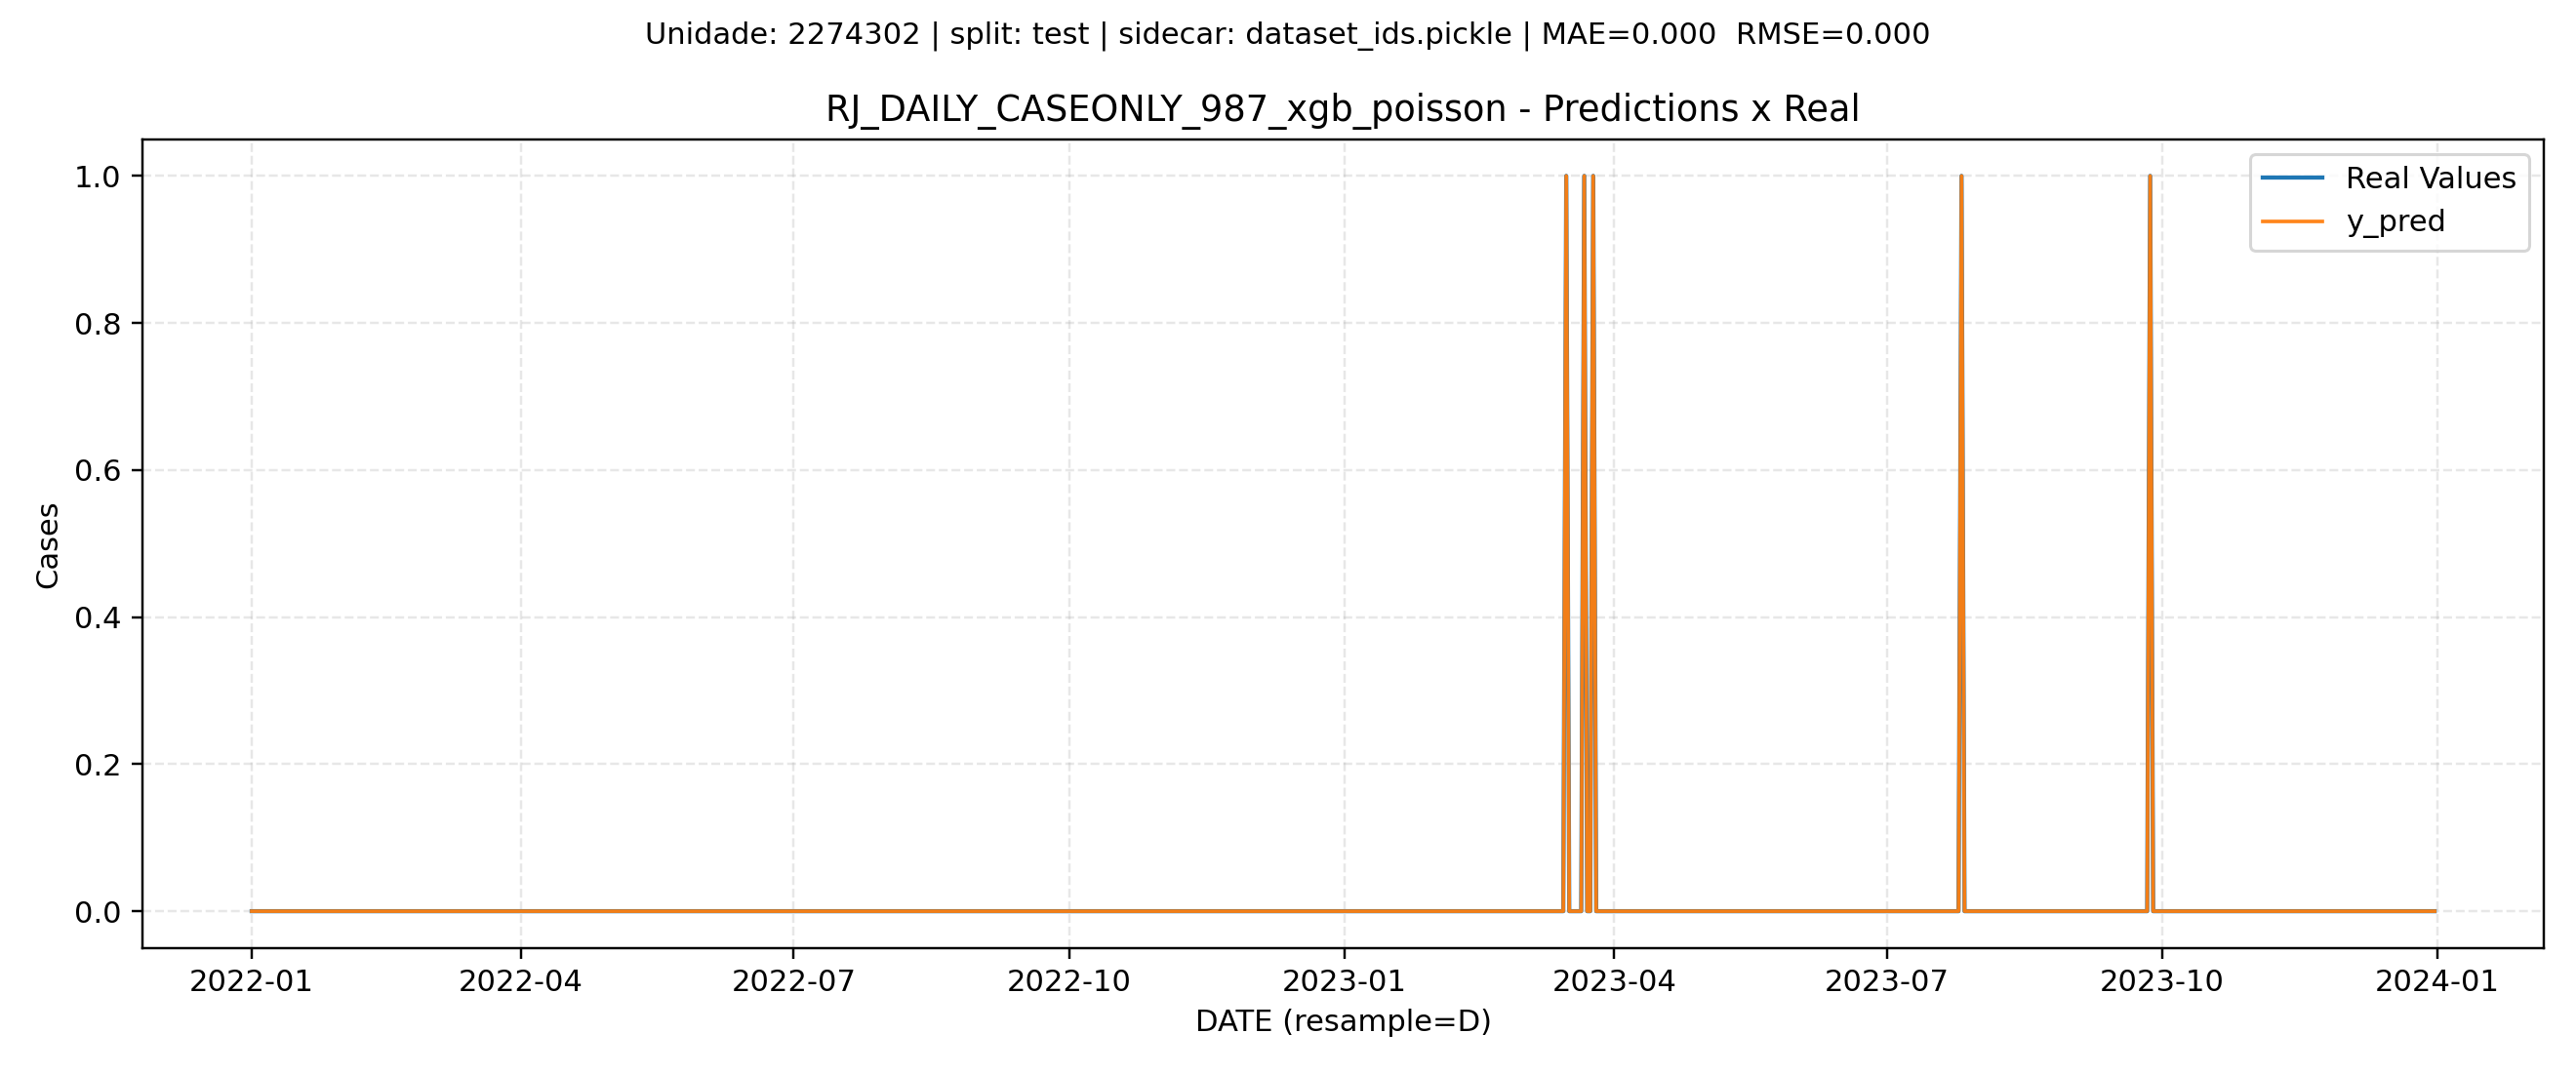 Unidade: 2274302 | split: test | sidecar: dataset_ids.pickle | MAE=0.000  RMSE=0.000
RJ_DAILY_CASEONLY_987_xgb_poisson - Predictions x Real
Real Values
y_pred
1.0
0.8
0.6
0.4
0.2
0.0
Cases
2022-01 2022-04 2022-07 2022-10 2023-01 2023-04 2023-07 2023-10 2024-01
DATE (resample=D)